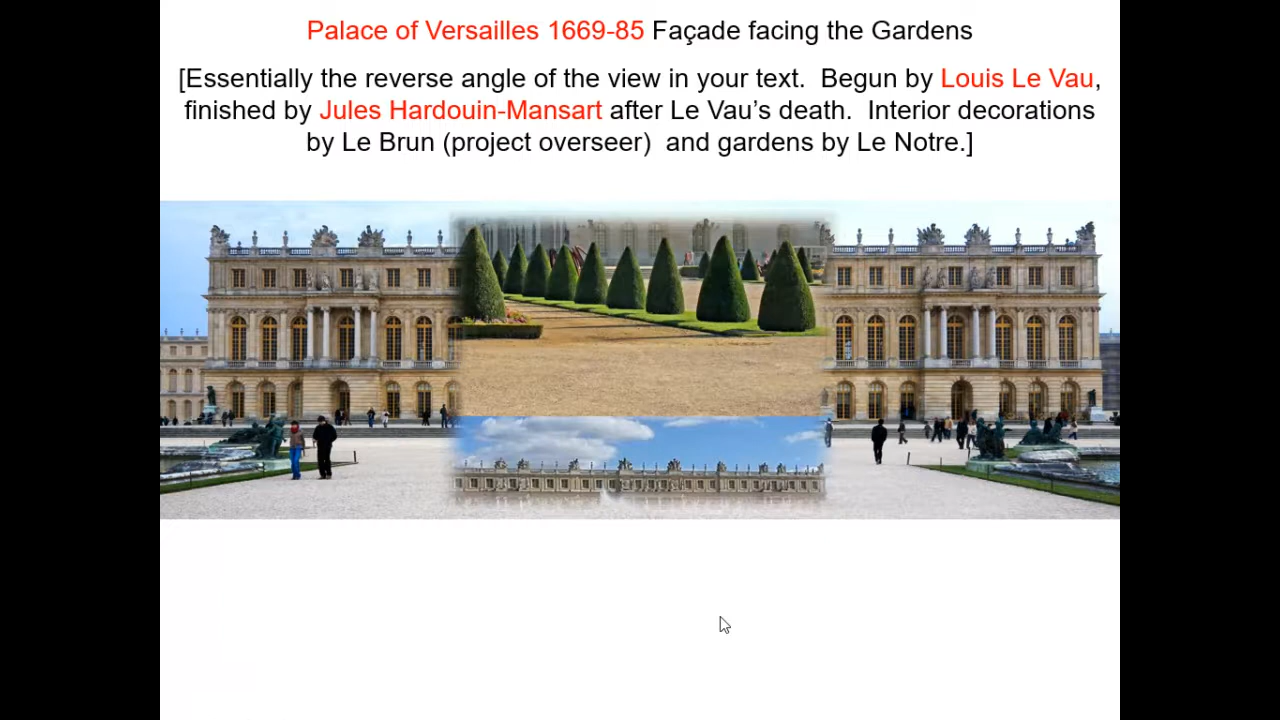 Palace of Versailles 1669-85 Façade facing the Gardens
[Essentially the reverse angle of the view in your text.  Begun by Louis Le Vau,
finished by Jules Hardouin-Mansart after Le Vau’s death.  Interior decorations
by Le Brun (project overseer)  and gardens by Le Notre.]